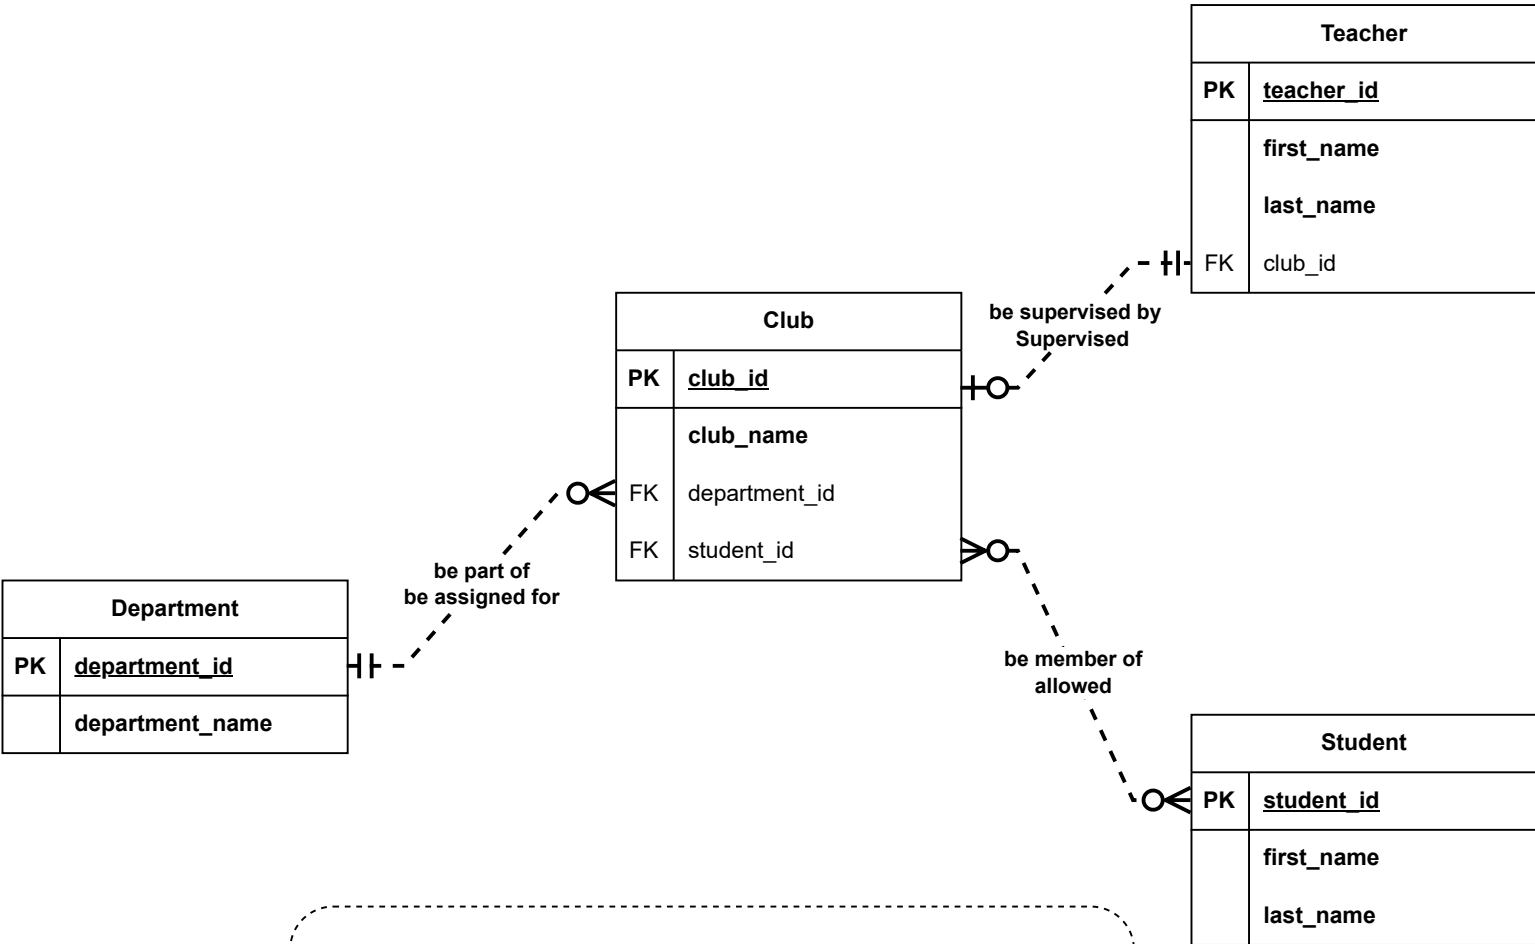 Teacher
PK teacher_id
first_name
last_name
FK club_id
be supervised by
Supervised
Club
PK club_id
club_name
FK department_id
FK student_id
be part of
be assigned for
Department
PK department_id
department_name
be member of
allowed
Student
PK student_id
first_name
last_name